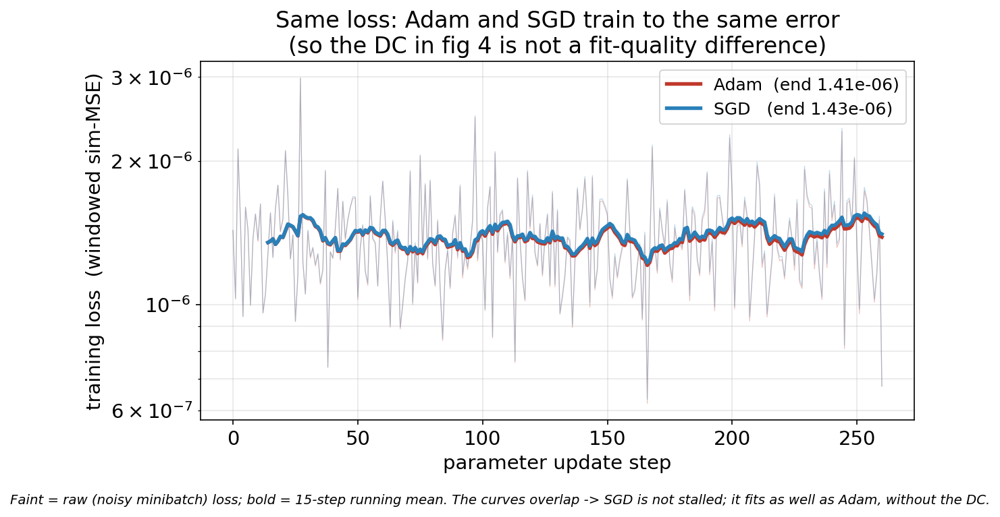 Same loss: Adam and SGD train to the same error
(so the DC in fig 4 is not a fit-quality difference)
training loss (windowed sim-MSE)
3 × 10⁻⁶
2 × 10⁻⁶
10⁻⁶
6 × 10⁻⁷
Adam (end 1.41e-06)
SGD (end 1.43e-06)
0 50 100 150 200 250
parameter update step
Faint = raw (noisy minibatch) loss; bold = 15-step running mean. The curves overlap -> SGD is not stalled; it fits as well as Adam, without the DC.